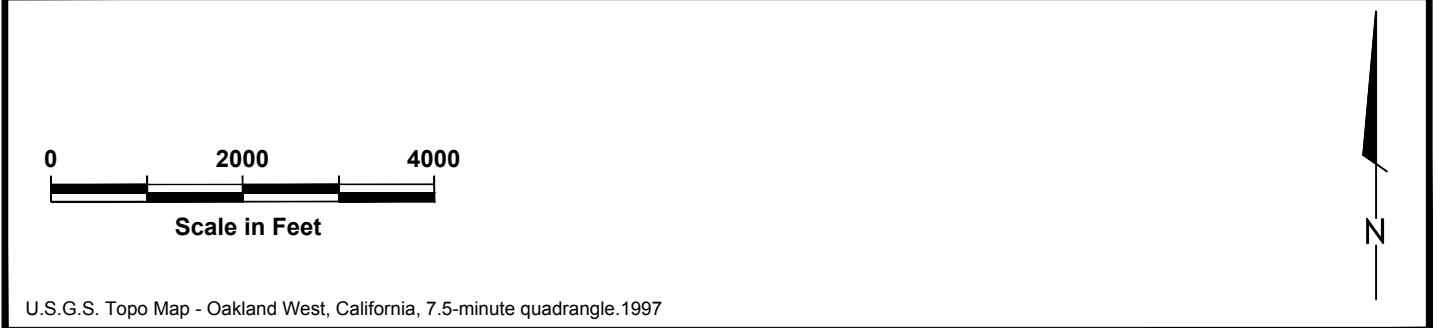 0 2000 4000
Scale in Feet
N
U.S.G.S. Topo Map - Oakland West, California, 7.5-minute quadrangle.1997